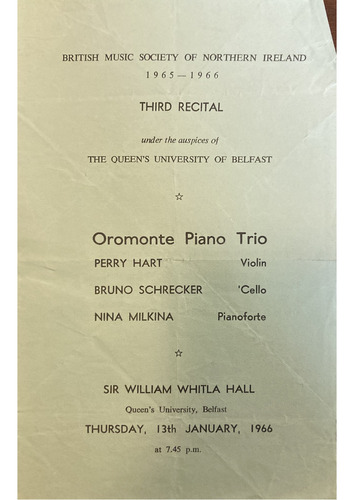 BRITISH MUSIC SOCIETY OF NORTHERN IRELAND
1965—1966
THIRD RECITAL
under the auspices of
THE QUEEN'S UNIVERSITY OF BELFAST
☆
Oromonte Piano Trio
PERRY HART Violin
BRUNO SCHRECKER 'Cello
NINA MILKINA Pianoforte
☆
SIR WILLIAM WHITLA HALL
Queen's University, Belfast
THURSDAY, 13th JANUARY, 1966
at 7.45 p.m.